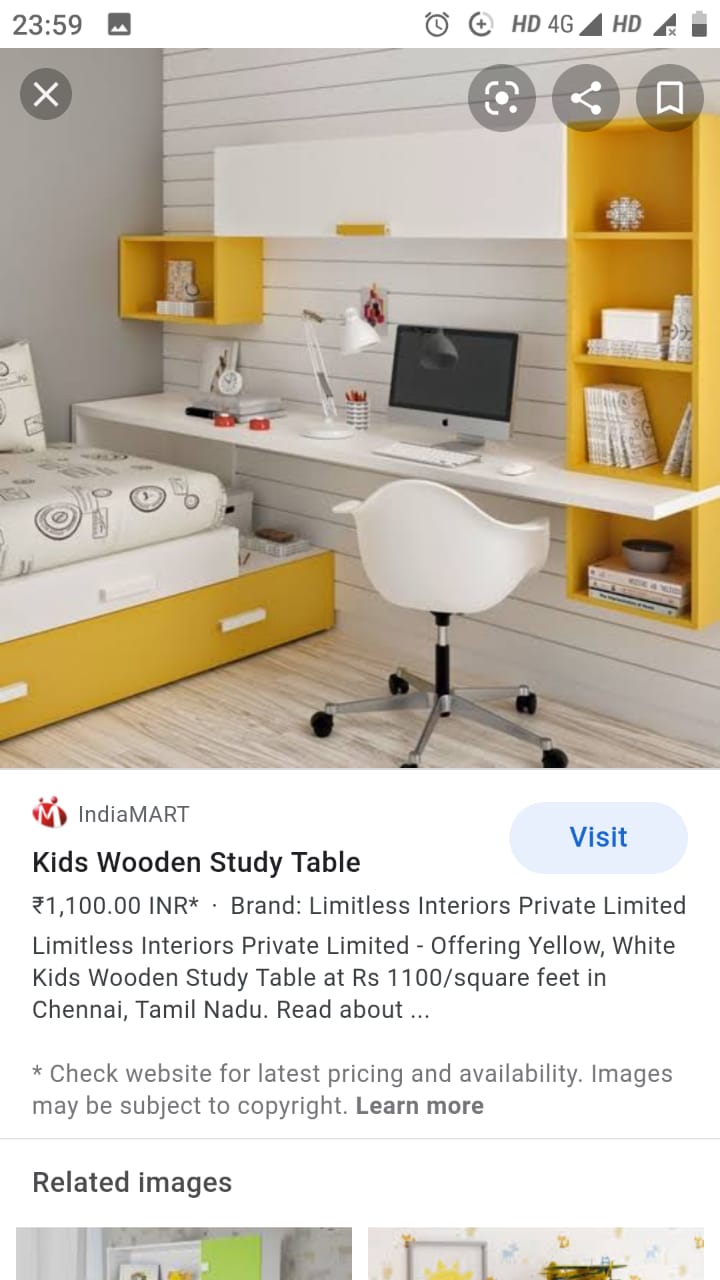 23:59
HD 4G HD
IndiaMART
Visit
Kids Wooden Study Table
₹1,100.00 INR* · Brand: Limitless Interiors Private Limited
Limitless Interiors Private Limited - Offering Yellow, White
Kids Wooden Study Table at Rs 1100/square feet in
Chennai, Tamil Nadu. Read about ...
* Check website for latest pricing and availability. Images
may be subject to copyright. Learn more
Related images